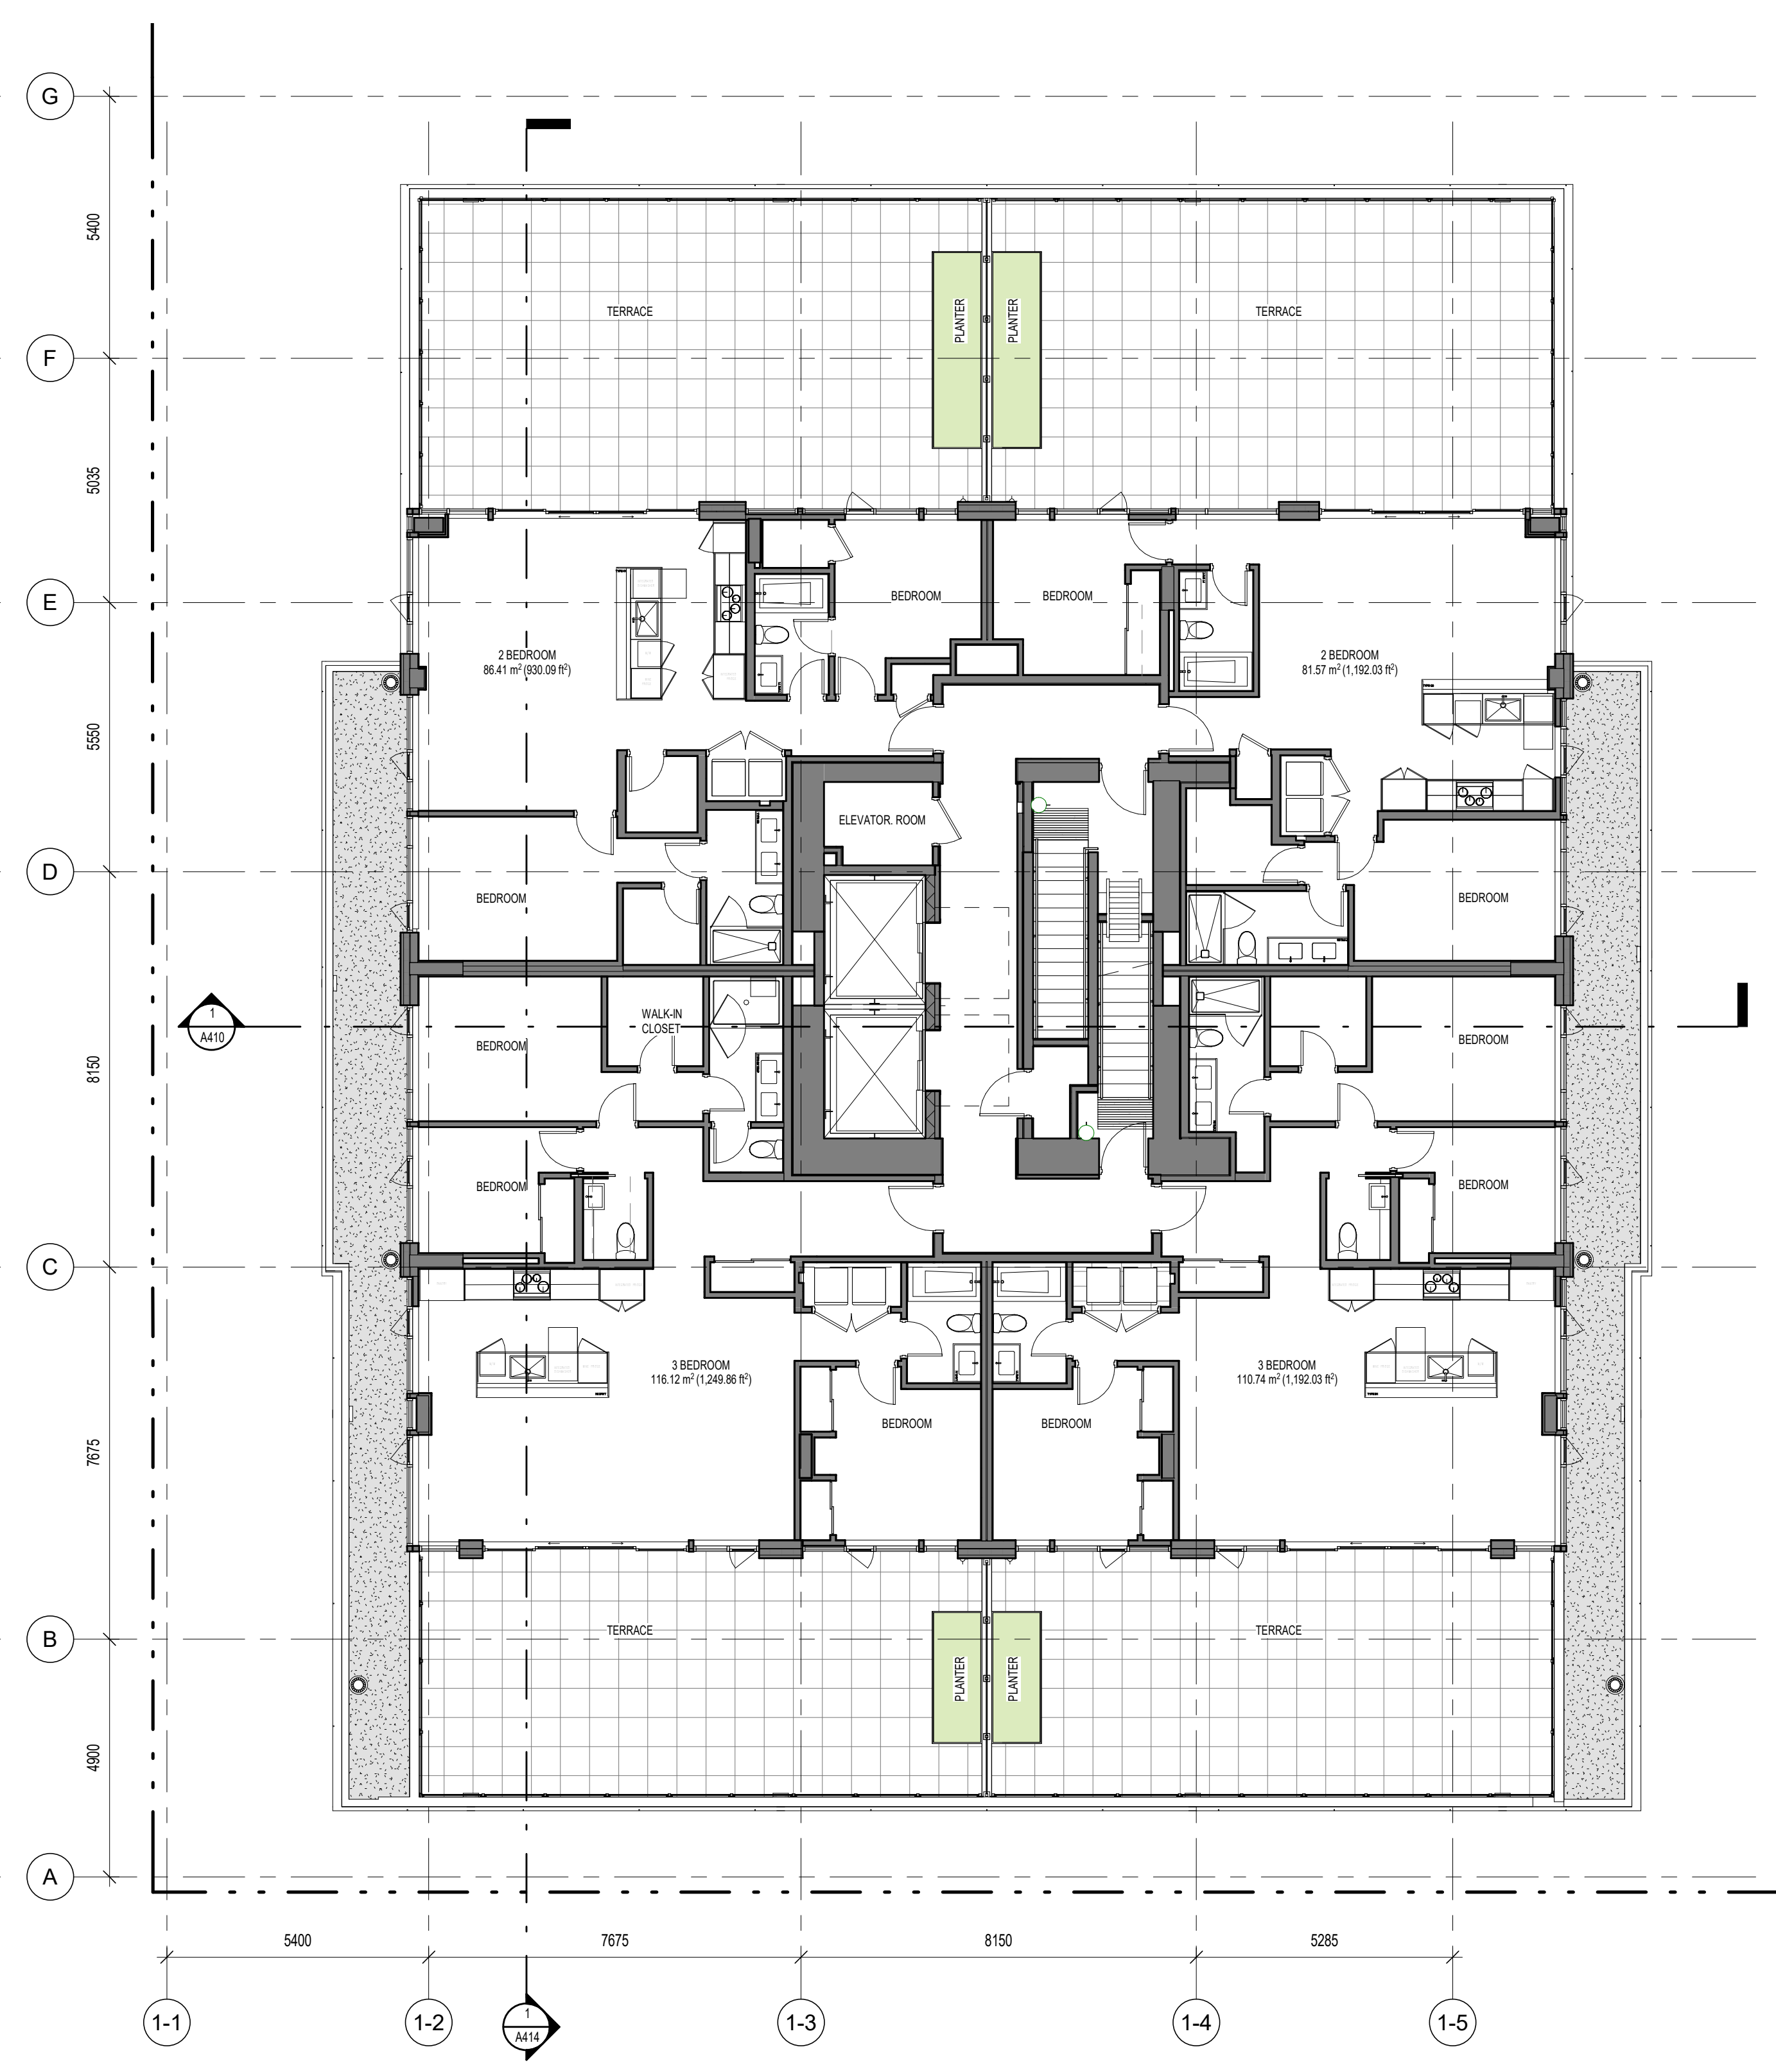 G
5400
TERRACE
PLANTER
PLANTER
TERRACE
F
5035
E
BEDROOM
BEDROOM
2 BEDROOM
86.41 m² (930.09 ft²)
2 BEDROOM
81.57 m² (1,192.03 ft²)
5550
ELEVATOR. ROOM
D
BEDROOM
BEDROOM
1
A410
WALK-IN
CLOSET
BEDROOM
BEDROOM
8150
BEDROOM
BEDROOM
C
3 BEDROOM
116.12 m² (1,249.86 ft²)
3 BEDROOM
110.74 m² (1,192.03 ft²)
BEDROOM
BEDROOM
7675
TERRACE
PLANTER
PLANTER
TERRACE
B
4900
A
5400
7675
8150
5285
1-1
1-2
1
A414
1-3
1-4
1-5